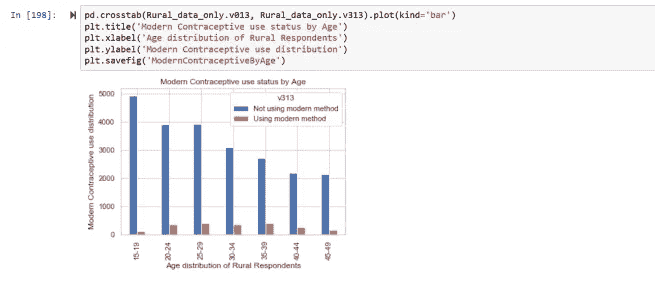 In [198]:
pd.crosstab(Rural_data_only.v013, Rural_data_only.v313).plot(kind='bar')
plt.title('Modern Contraceptive use status by Age')
plt.xlabel('Age distribution of Rural Respondents')
plt.ylabel('Modern Contraceptive use distribution')
plt.savefig('ModernContraceptiveByAge')
Modern Contraceptive use status by Age
v313
Not using modern method
Using modern method
Modern Contraceptive use distribution
5000
4000
3000
2000
1000
0
15-19
20-24
25-29
30-34
35-39
40-44
45-49
Age distribution of Rural Respondents